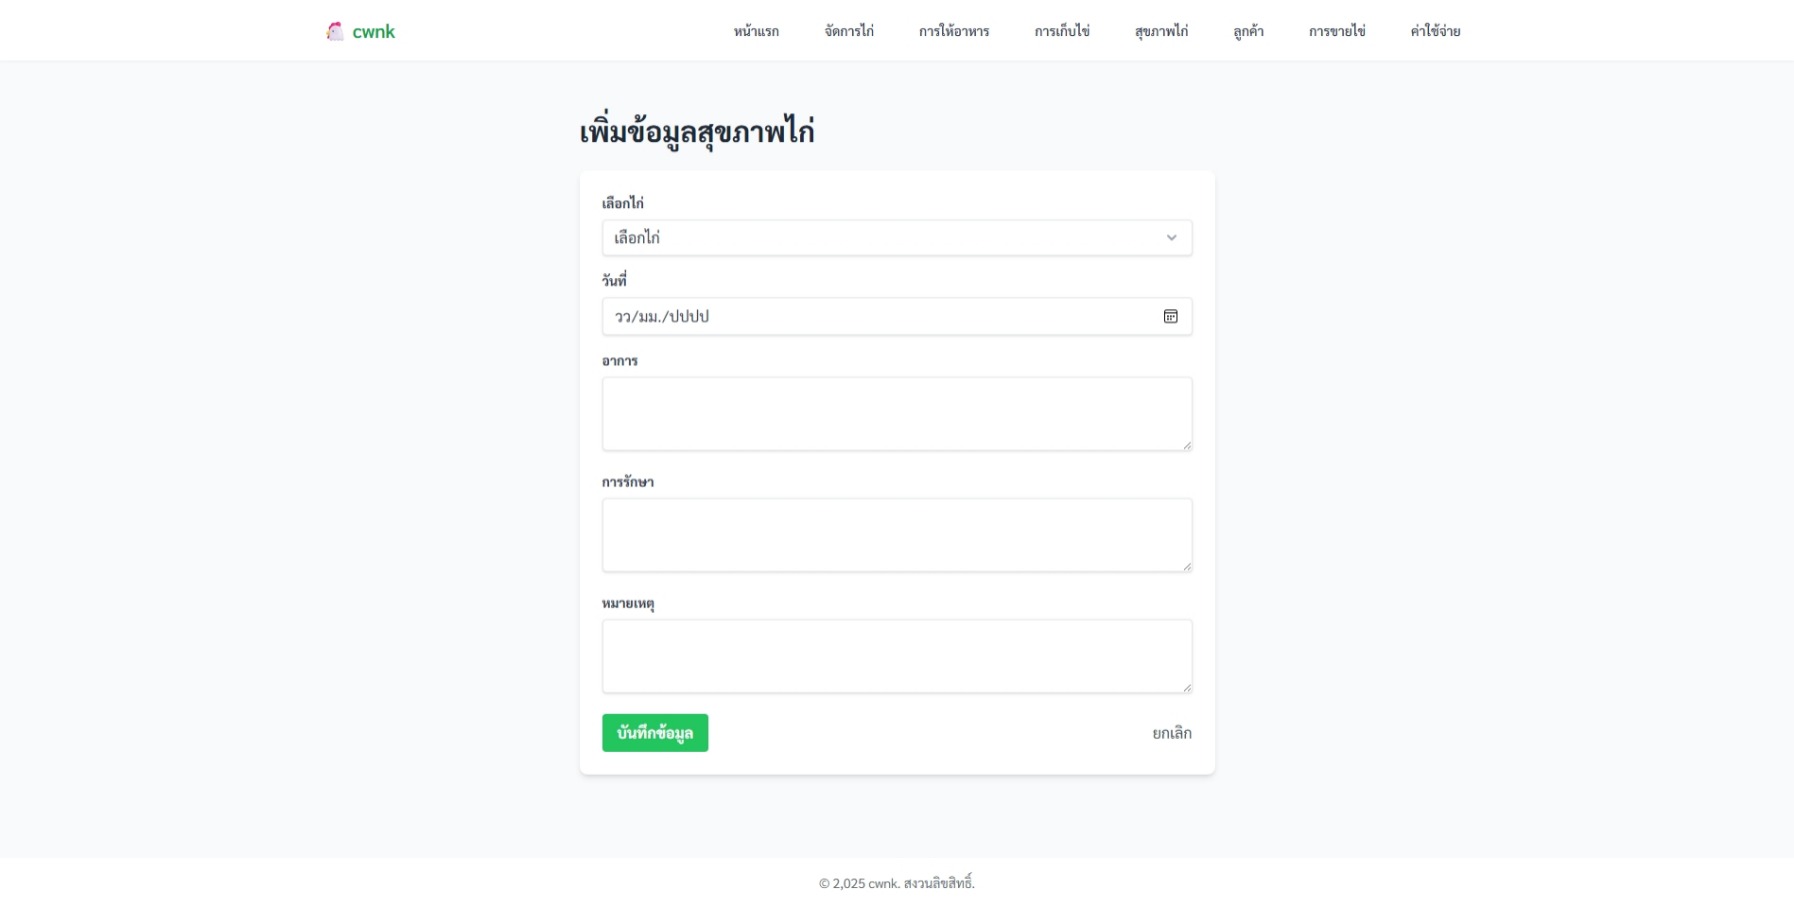 cwnk
หน้าแรก
จัดการไก่
การให้อาหาร
การเก็บไข่
สุขภาพไก่
ลูกค้า
การขายไข่
ค่าใช้จ่าย
เพิ่มข้อมูลสุขภาพไก่
เลือกไก่
เลือกไก่
วันที่
วว/มม./ปปปป
อาการ
การรักษา
หมายเหตุ
บันทึกข้อมูล
ยกเลิก
© 2,025 cwnk. สงวนลิขสิทธิ์.